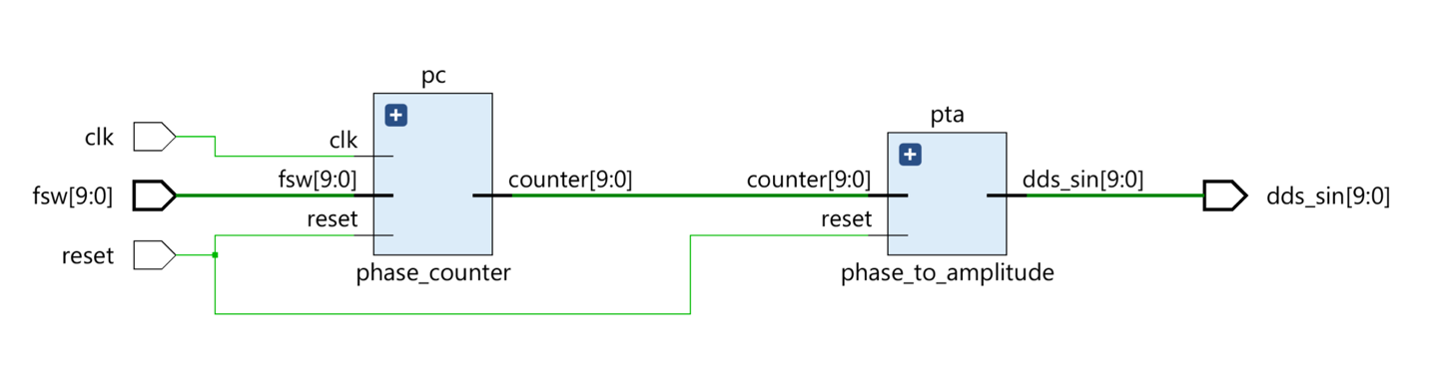 pc
clk
clk
fsw[9:0]
fsw[9:0]
reset
reset
counter[9:0]
phase_counter
pta
counter[9:0]
reset
dds_sin[9:0]
phase_to_amplitude
dds_sin[9:0]